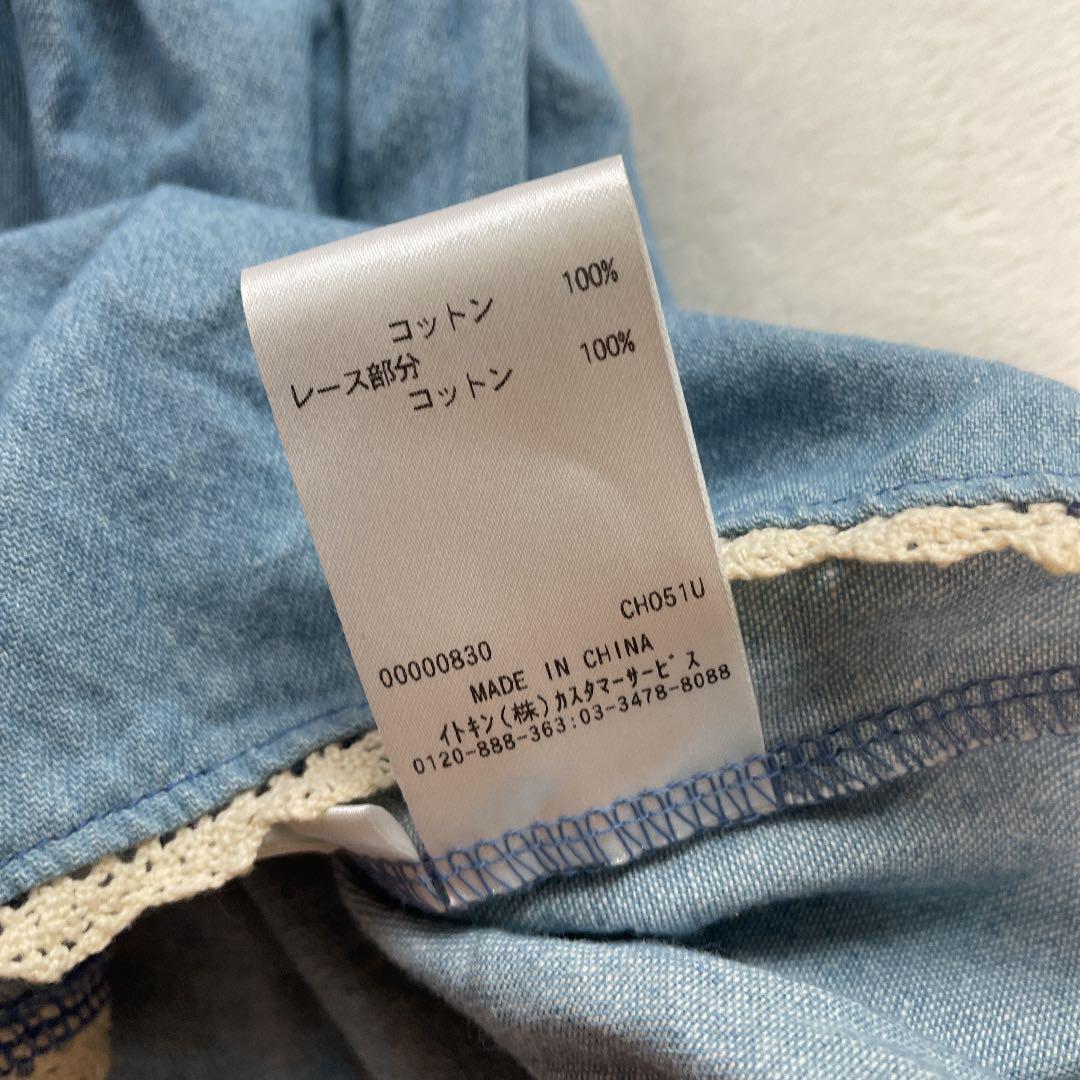 コットン 100%
レース部分
コットン 100%
CH051U
00000830
MADE IN CHINA
イトキン(株)カスタマーサービス
0120-888-363:03-3478-8088